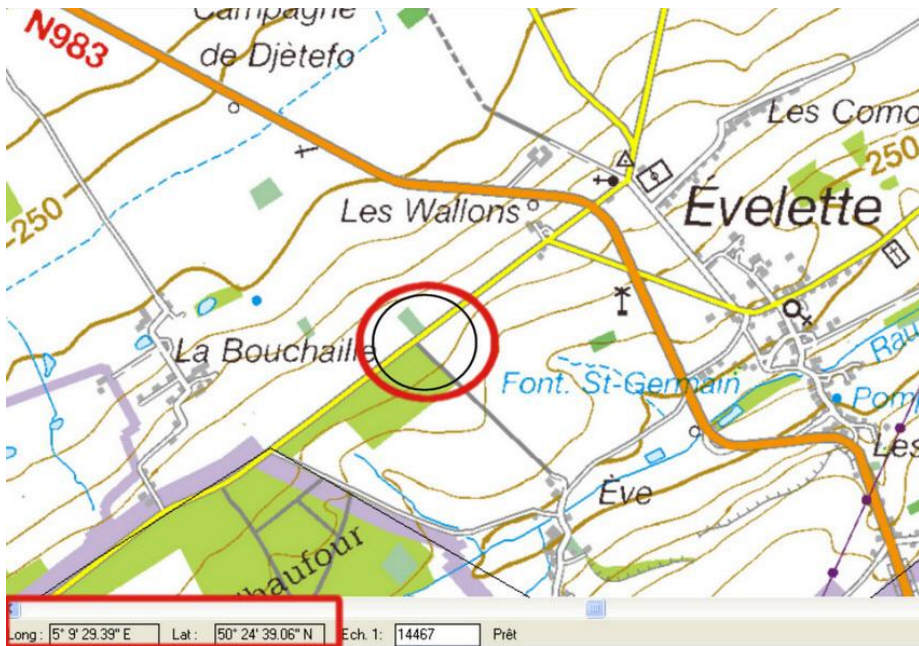 Campagne
de Djètefo
N983
Les Como
250
250
Les Wallons
Évelette
La Bouchaille
Font. St-Germain
Rau
Pom
Les
Ève
haufour
Long : 5° 9' 29.39" E Lat : 50° 24' 39.06" N Ech. 1: 14467 Prêt